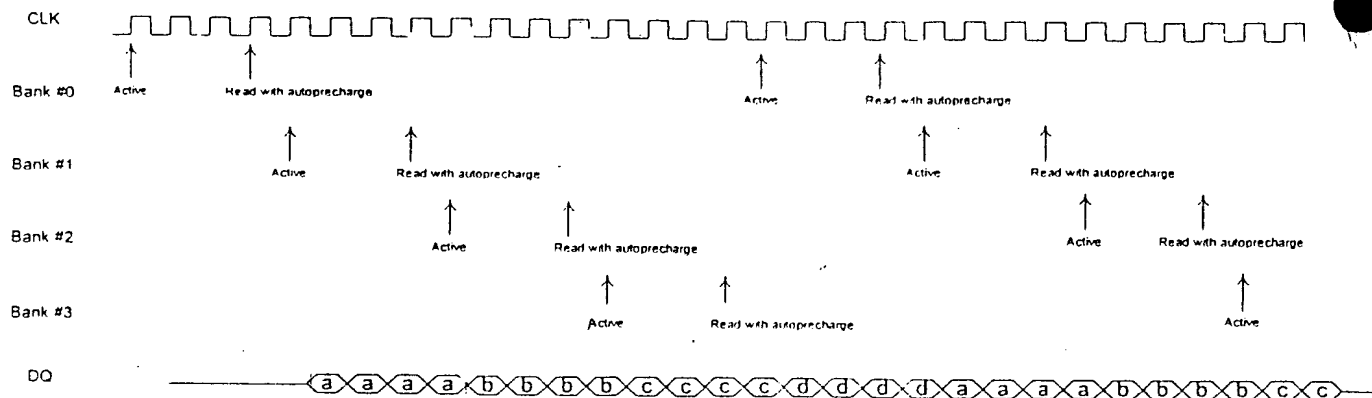 CLK
Bank #0 Active Read with autoprecharge Active Read with autoprecharge
Bank #1 Active Read with autoprecharge Active Read with autoprecharge
Bank #2 Active Read with autoprecharge Active Read with autoprecharge
Bank #3 Active Read with autoprecharge Active
DQ a a a a b b b b c c c c d d d d a a a a b b b b c c